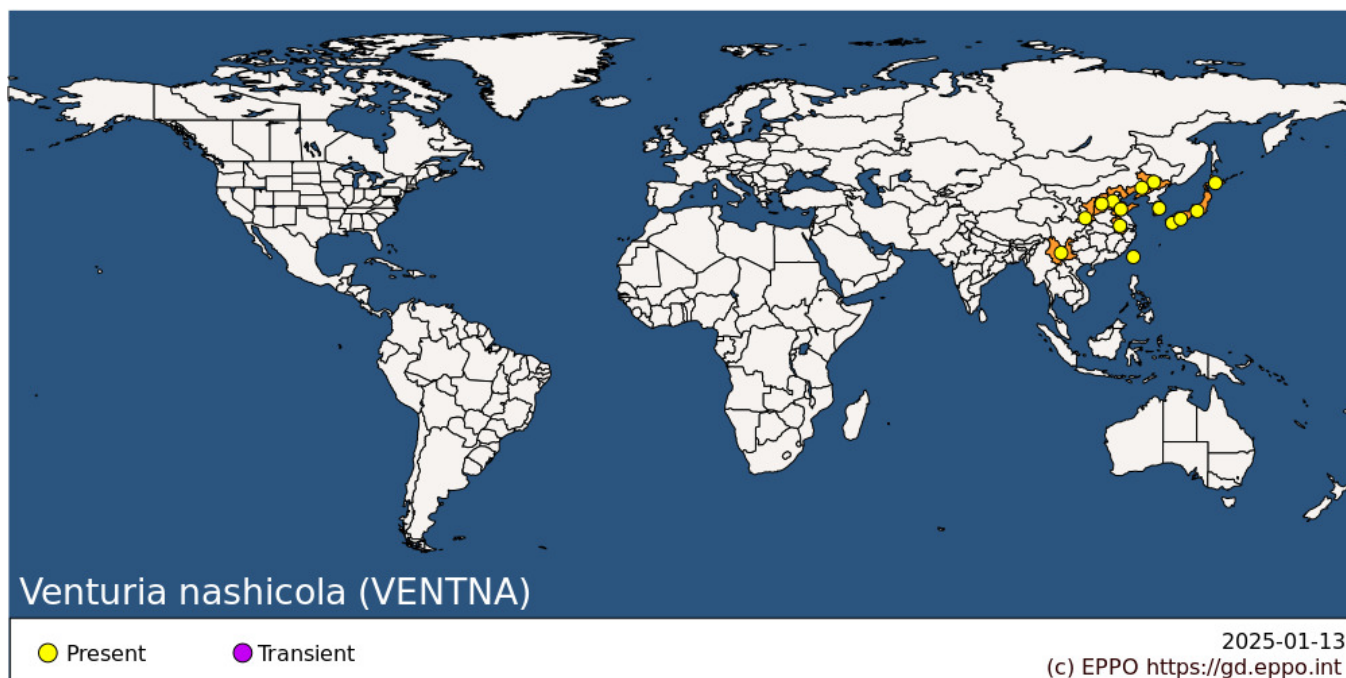 Venturia nashicola (VENTNA)
Present
Transient
2025-01-13
(c) EPPO https://gd.eppo.int